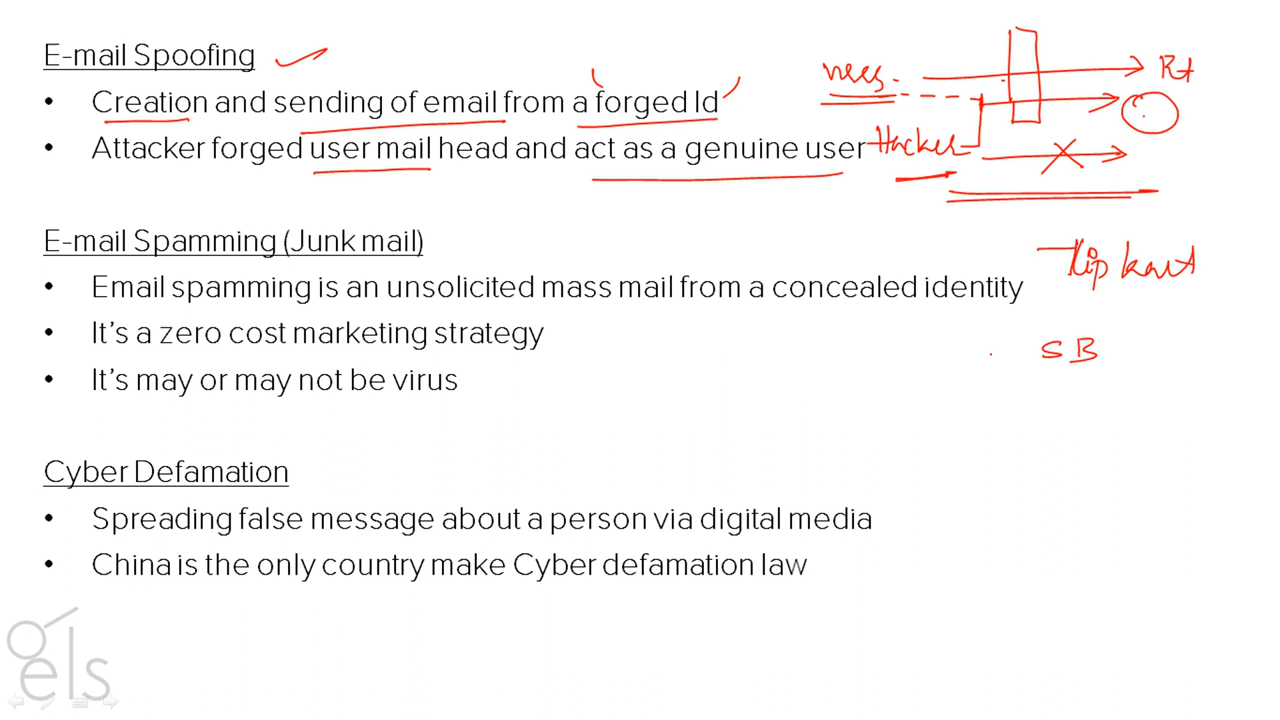 E-mail Spoofing
• Creation and sending of email from a forged Id
• Attacker forged user mail head and act as a genuine user
Hacker
E-mail Spamming (Junk mail)
flipkart
• Email spamming is an unsolicited mass mail from a concealed identity
• It's a zero cost marketing strategy
SB
• It's may or may not be virus
Cyber Defamation
• Spreading false message about a person via digital media
• China is the only country make Cyber defamation law
gels